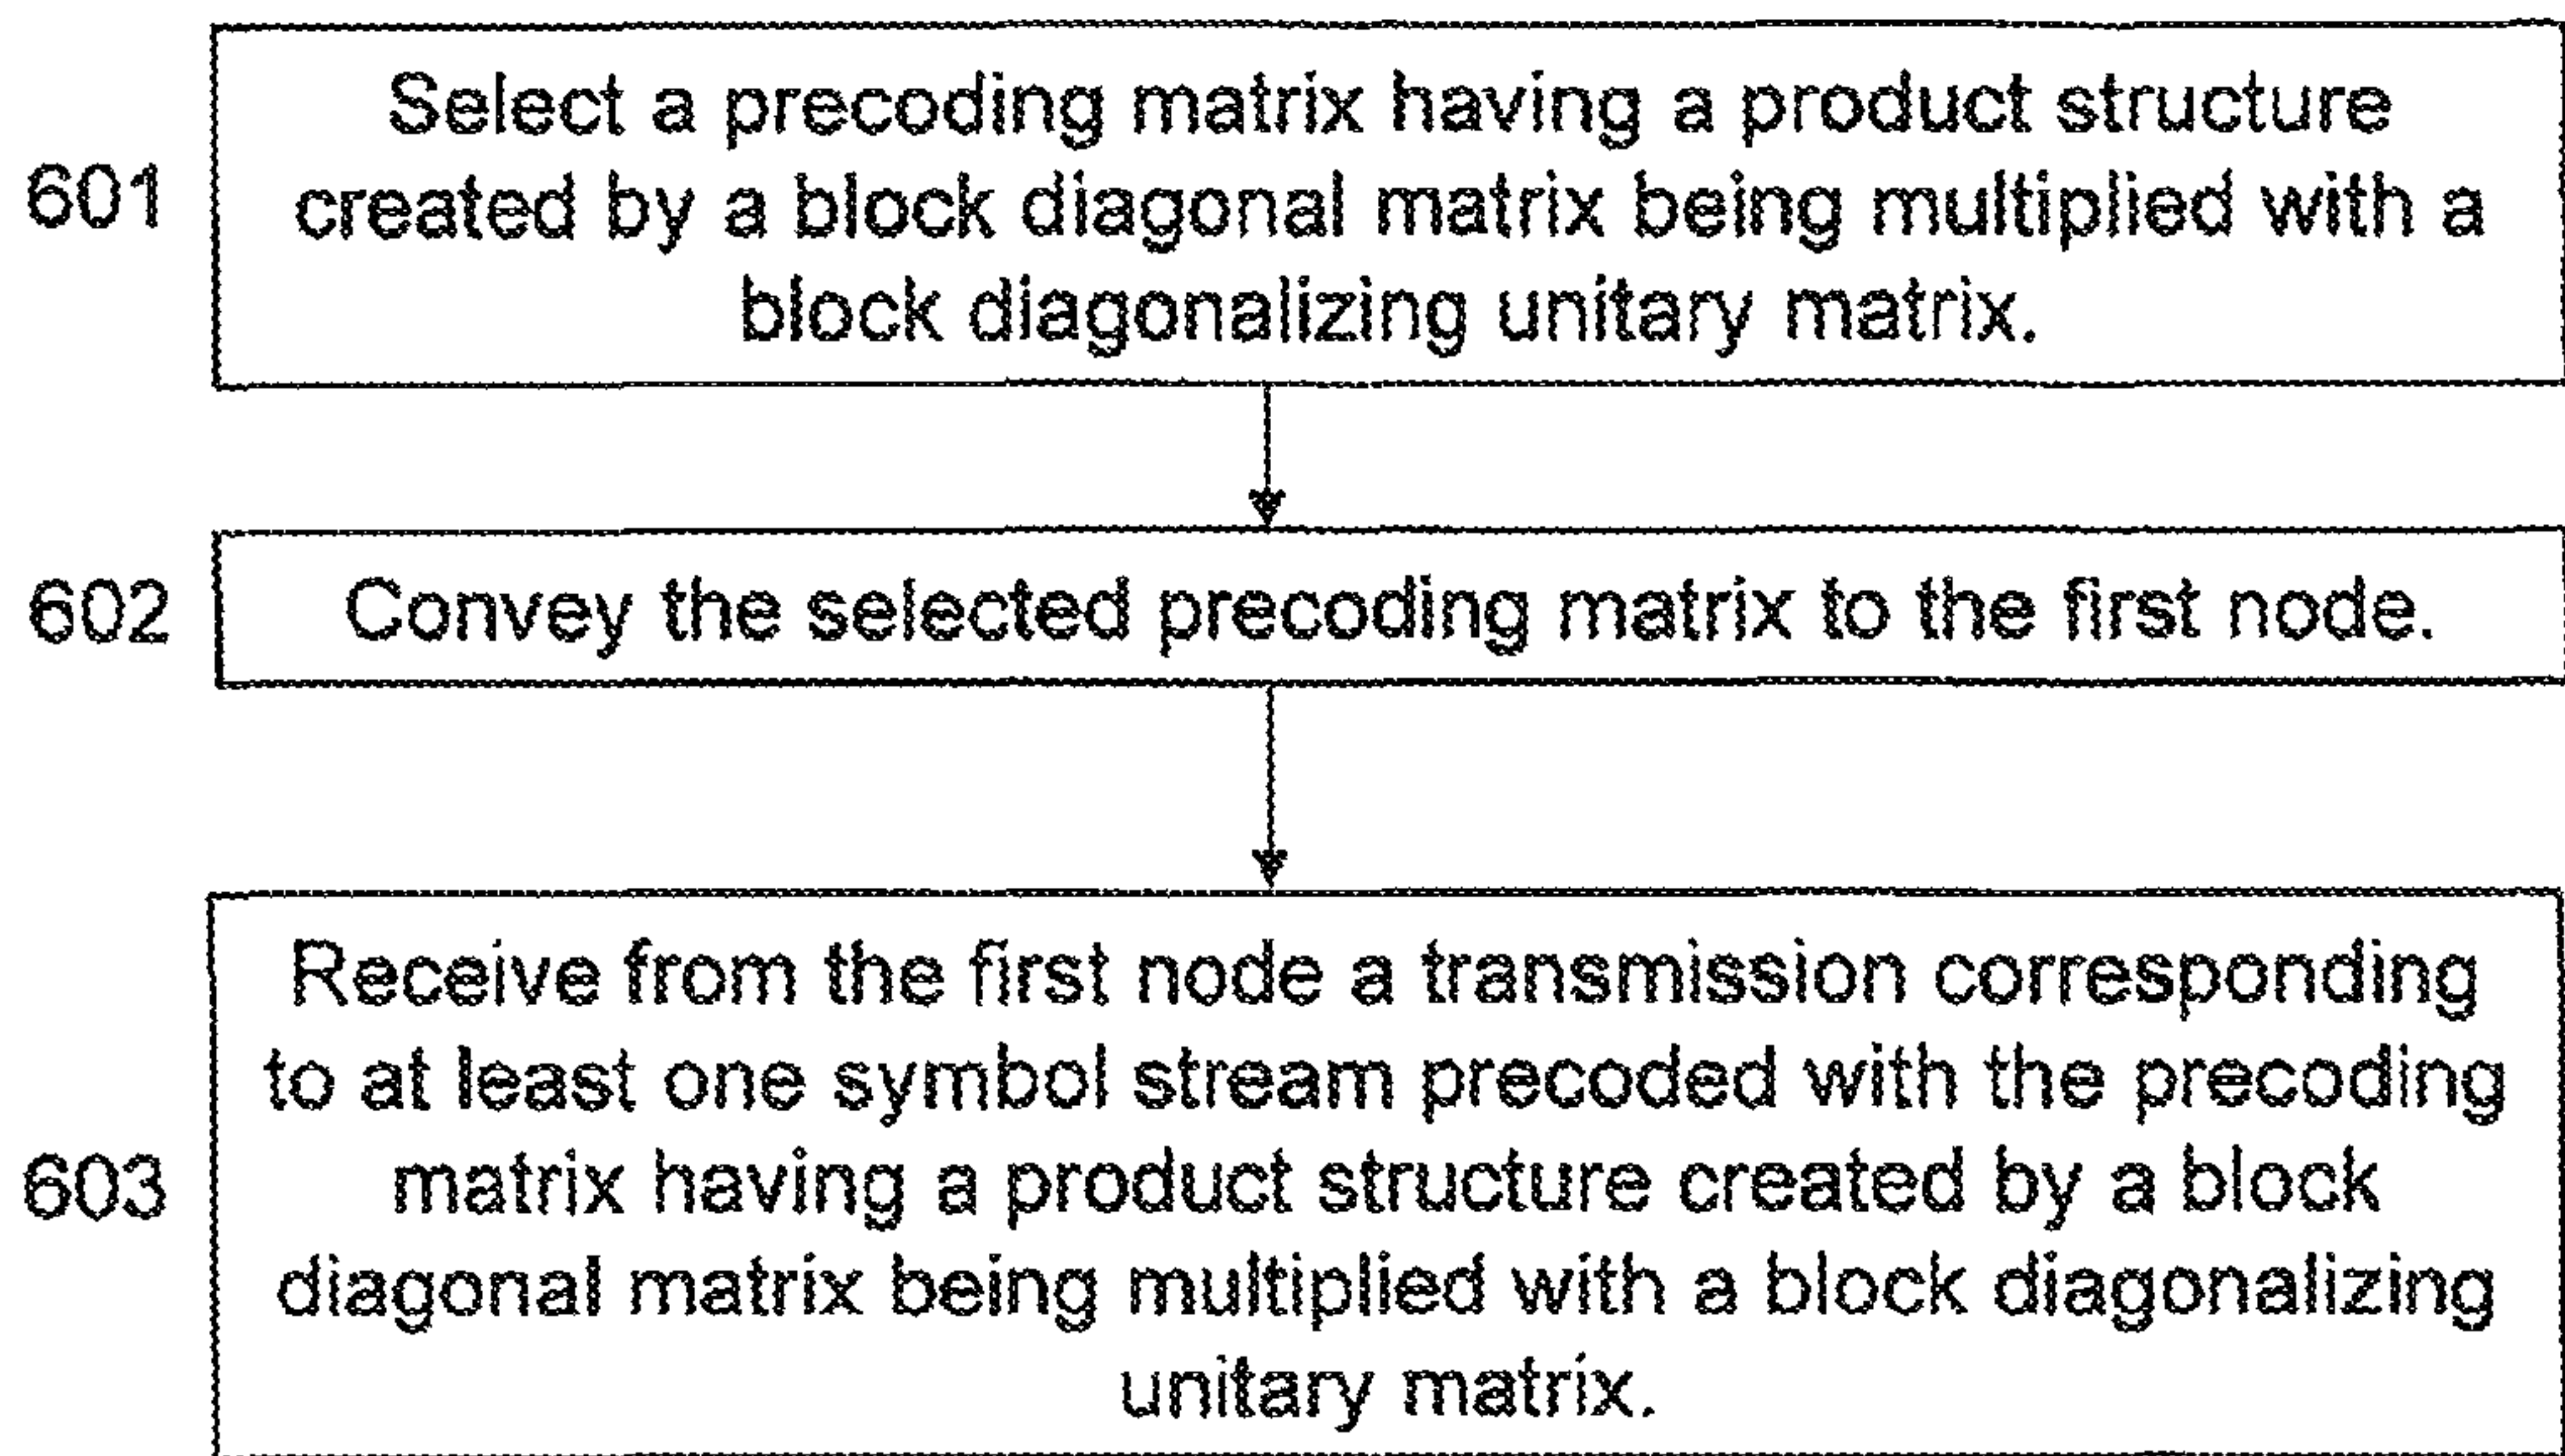 601
Select a precoding matrix having a product structure
created by a block diagonal matrix being multiplied with a
block diagonalizing unitary matrix.
602
Convey the selected precoding matrix to the first node.
603
Receive from the first node a transmission corresponding
to at least one symbol stream precoded with the precoding
matrix having a product structure created by a block
diagonal matrix being multiplied with a block diagonalizing
unitary matrix.